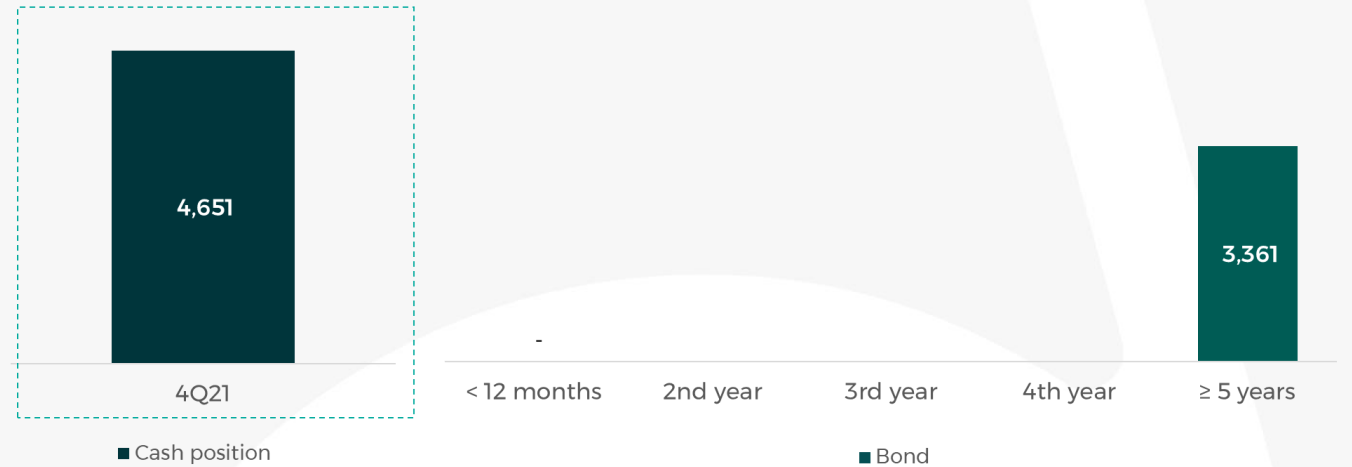 4,651
4Q21
Cash position
3,361
-
< 12 months 2nd year 3rd year 4th year ≥ 5 years
Bond